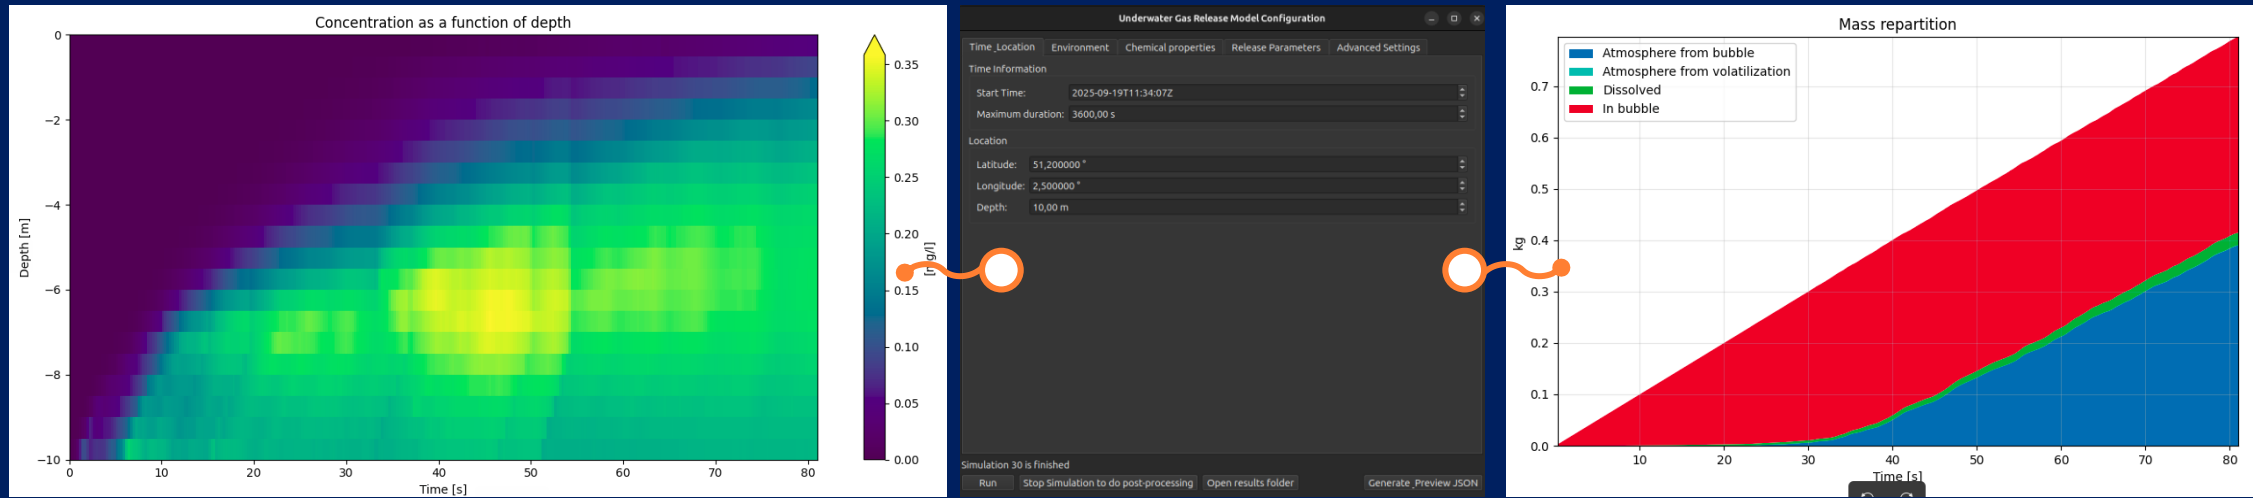 Concentration as a function of depth
0
−2
−4
−6
−8
−10
Depth [m]
0 10 20 30 40 50 60 70 80
Time [s]
0.35
0.30
0.25
0.20
0.15
0.10
0.05
0.00
Underwater Gas Release Model Configuration
Time_Location Environment Chemical properties Release Parameters Advanced Settings
Time Information
Start Time: 2025-09-19T11:34:07Z
Maximum duration: 3600,00 s
Location
Latitude: 51,200000 °
Longitude: 2,500000 °
Depth: 10,00 m
Simulation 30 is finished
Run Stop Simulation to do post-processing Open results folder Generate_Preview JSON
Mass repartition
Atmosphere from bubble
Atmosphere from volatilization
Dissolved
In bubble
0.7
0.6
0.5
0.4
0.3
0.2
0.1
0.0
kg
10 20 30 40 50 60 70 80
Time [s]